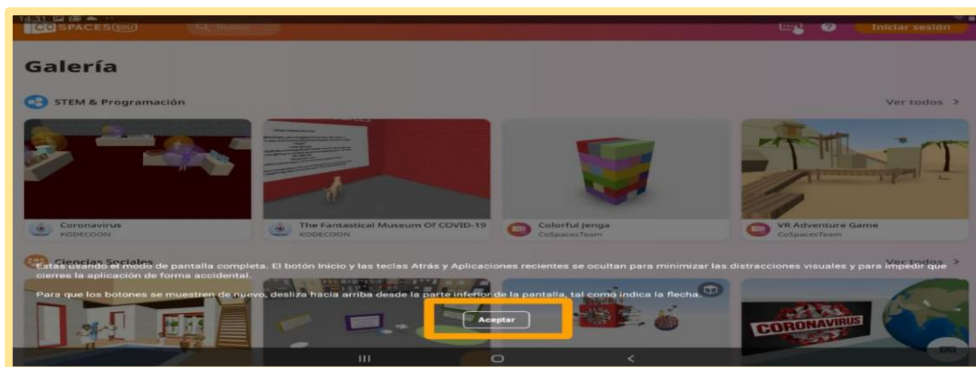 14:31
CO SPACES EDU
Buscar
Iniciar sesión
Galería
STEM & Programación
Ver todos >
Coronavirus
KODECOON
The Fantastical Museum Of COVID-19
KODECOON
Colorful Jenga
CoSpacesTeam
VR Adventure Game
CoSpacesTeam
Ciencias Sociales
Ver todos >
Estás usando el modo de pantalla completa. El botón Inicio y las teclas Atrás y Aplicaciones recientes se ocultan para minimizar las distracciones visuales y para impedir que
cierres la aplicación de forma accidental.
Para que los botones se muestren de nuevo, desliza hacia arriba desde la parte inferior de la pantalla, tal como indica la flecha.
Aceptar
CORONAVIRUS